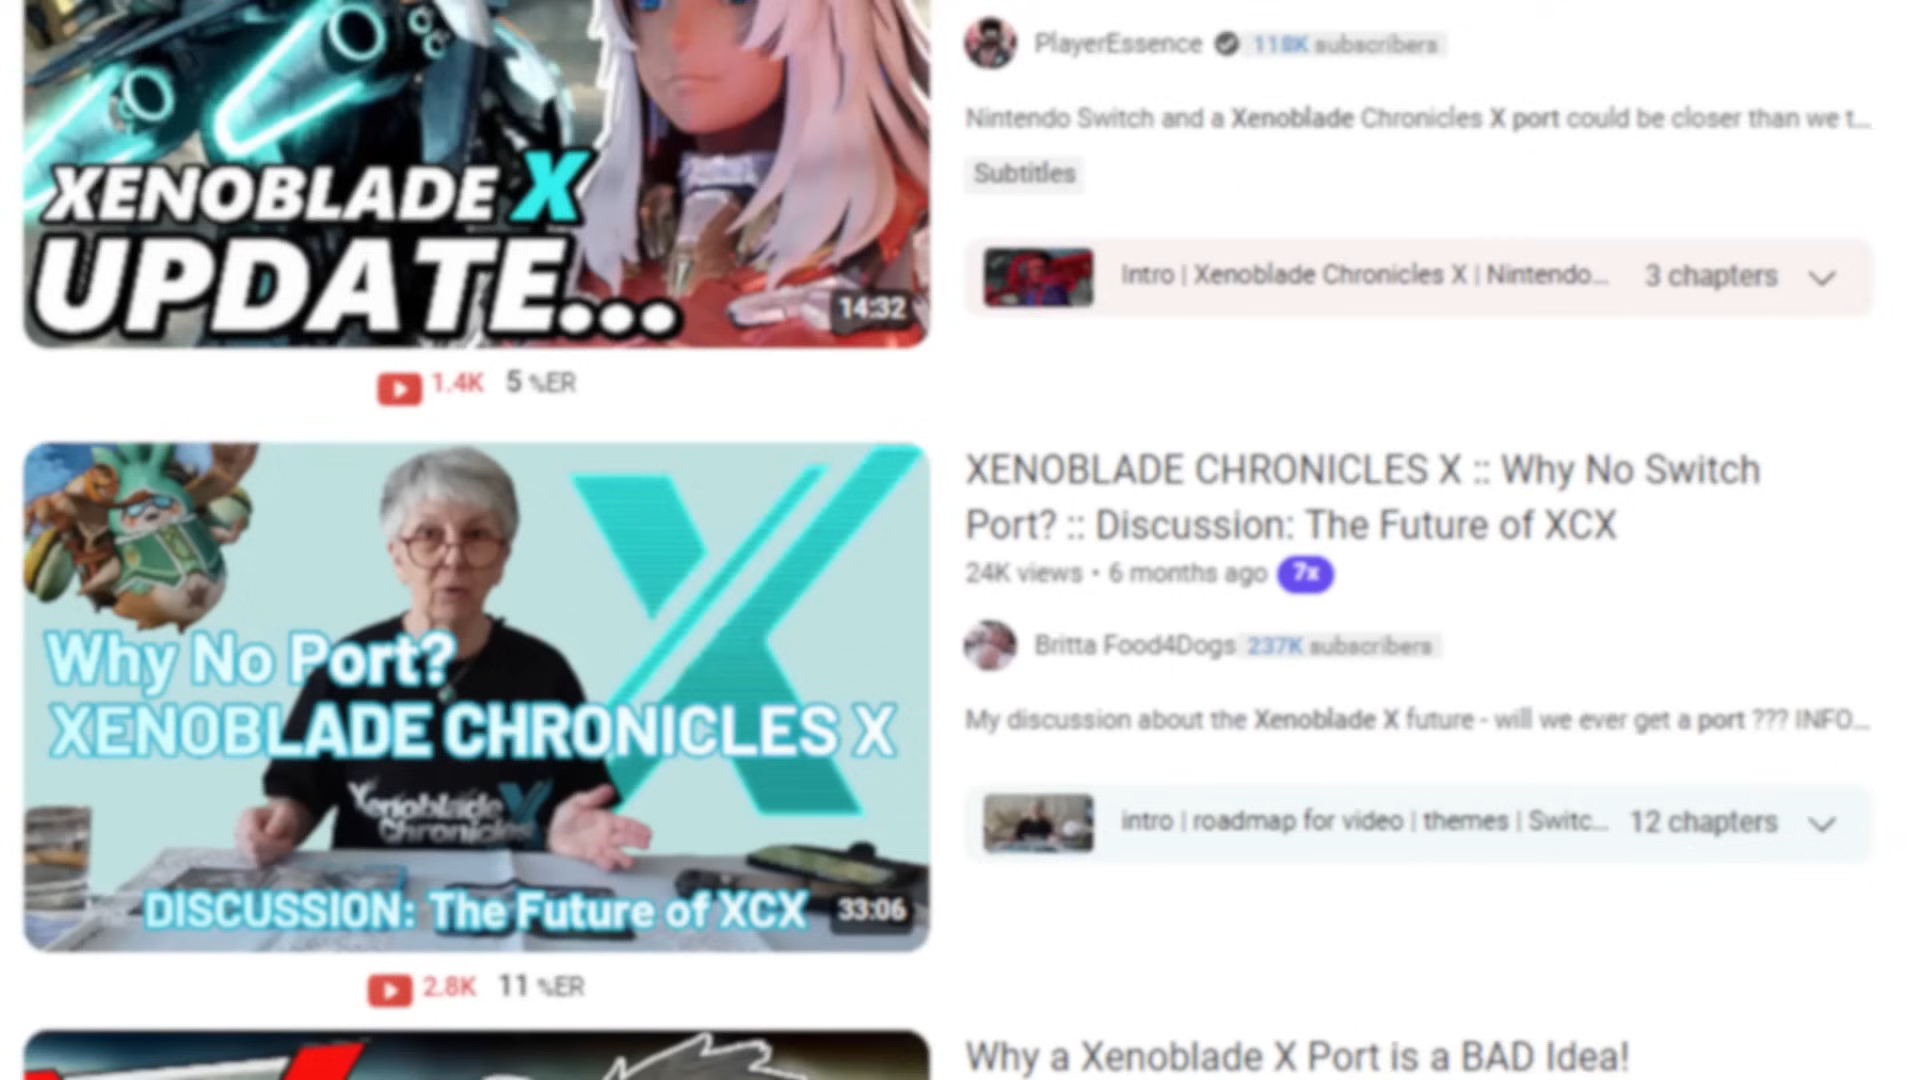 XENOBLADE X
UPDATE...
14:32
1.4K 5 %ER
PlayerEssence 118K subscribers
Nintendo Switch and a Xenoblade Chronicles X port could be closer than we t...
Subtitles
Intro | Xenoblade Chronicles X | Nintendo... 3 chapters
Why No Port?
XENOBLADE CHRONICLES X
Xenoblade
Chronicles
DISCUSSION: The Future of XCX
33:06
2.8K 11 %ER
XENOBLADE CHRONICLES X :: Why No Switch
Port? :: Discussion: The Future of XCX
24K views • 6 months ago 7x
Britta Food4Dogs 237K subscribers
My discussion about the Xenoblade X future - will we ever get a port ??? INFO...
intro | roadmap for video | themes | Switc... 12 chapters
Why a Xenoblade X Port is a BAD Idea!